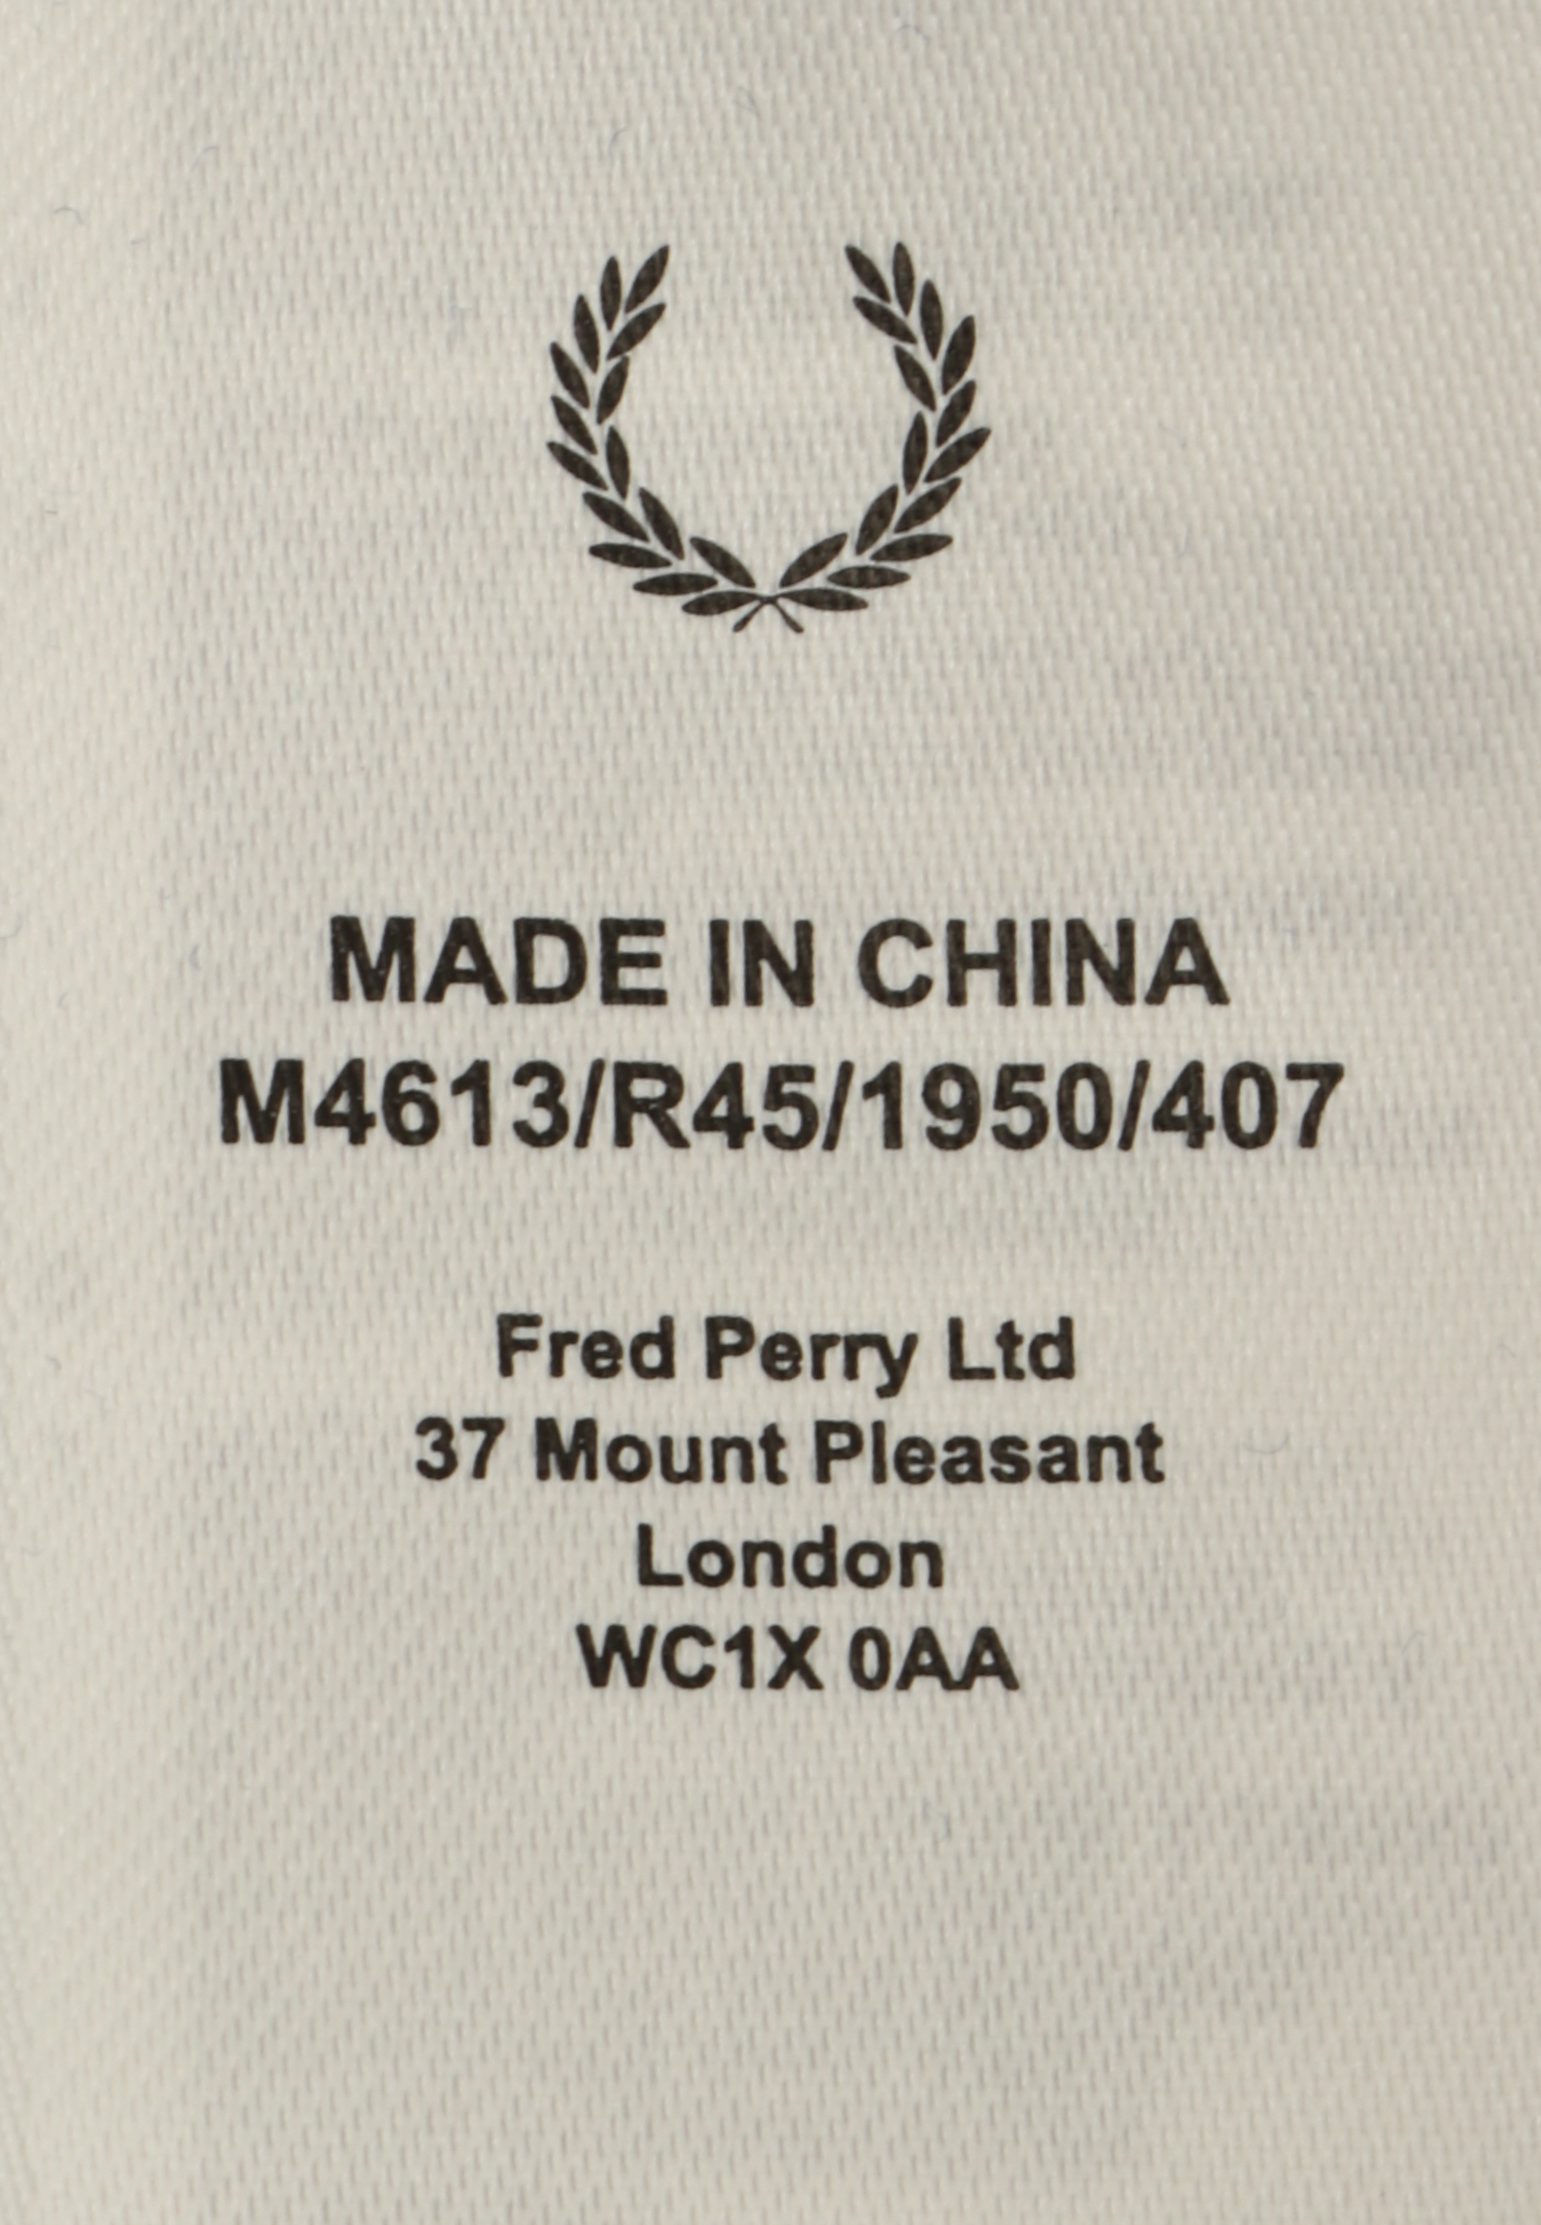 MADE IN CHINA
M4613/R45/1950/407
Fred Perry Ltd
37 Mount Pleasant
London
WC1X 0AA